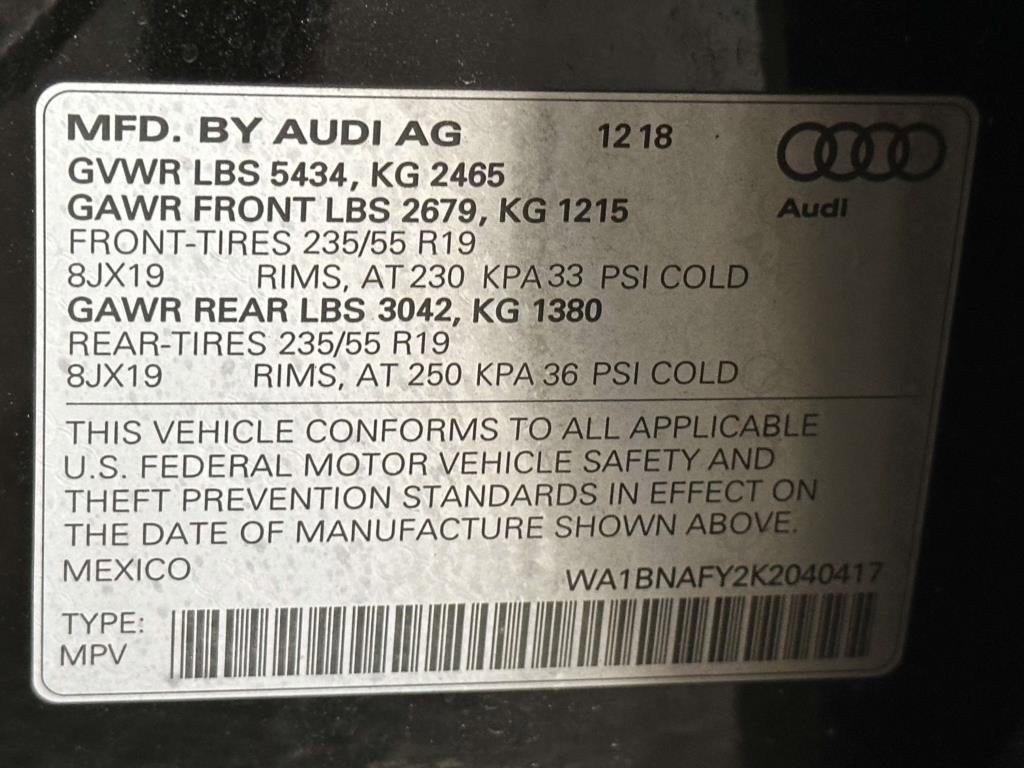 MFD. BY AUDI AG 12 18
GVWR LBS 5434, KG 2465
GAWR FRONT LBS 2679, KG 1215
Audi
FRONT-TIRES 235/55 R19
8JX19 RIMS, AT 230 KPA 33 PSI COLD
GAWR REAR LBS 3042, KG 1380
REAR-TIRES 235/55 R19
8JX19 RIMS, AT 250 KPA 36 PSI COLD
THIS VEHICLE CONFORMS TO ALL APPLICABLE
U.S. FEDERAL MOTOR VEHICLE SAFETY AND
THEFT PREVENTION STANDARDS IN EFFECT ON
THE DATE OF MANUFACTURE SHOWN ABOVE.
MEXICO WA1BNAFY2K2040417
TYPE:
MPV